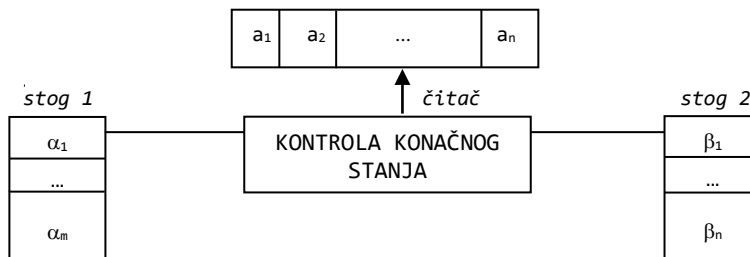 a₁ a₂ ... aₙ
stog 1 čitač stog 2
α₁ KONTROLA KONAČNOG β₁
... STANJA ...
αₘ βₙ